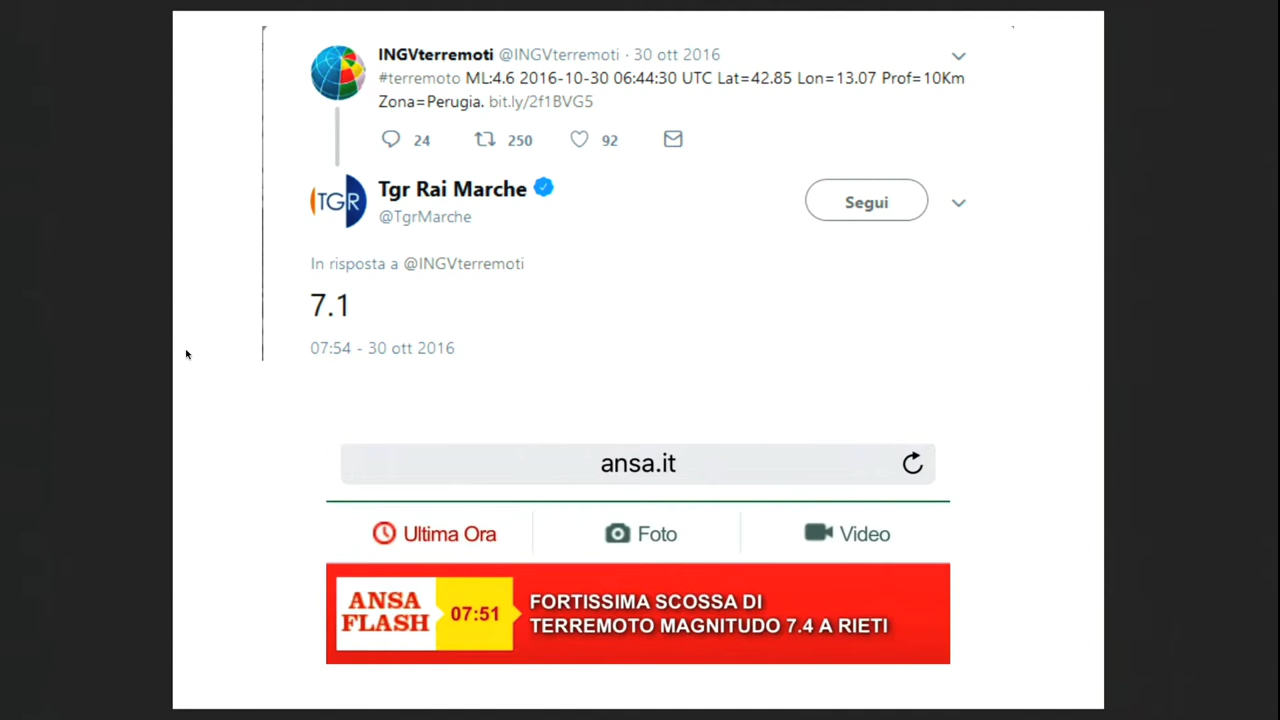 INGVterremoti @INGVterremoti · 30 ott 2016
#terremoto ML:4.6 2016-10-30 06:44:30 UTC Lat=42.85 Lon=13.07 Prof=10Km
Zona=Perugia. bit.ly/2f1BVG5
24 250 92
TGR
Tgr Rai Marche
@TgrMarche
Segui
In risposta a @INGVterremoti
7.1
07:54 - 30 ott 2016
ansa.it
Ultima Ora Foto Video
ANSA
FLASH
07:51
FORTISSIMA SCOSSA DI
TERREMOTO MAGNITUDO 7.4 A RIETI